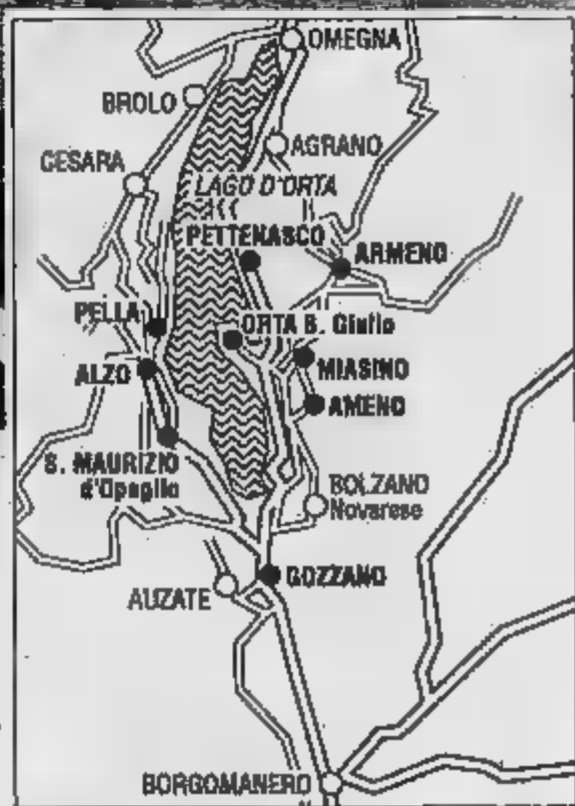 OMEGNA
BROLO
AGRANO
CESARA
LAGO D'ORTA
PETTENASCO
ARMENO
PELLA
ORTA S. Giulio
ALZO
MIASINO
AMENO
S. MAURIZIO
d'Opaglio
BOLZANO
Novarese
GOZZANO
AUZATE
BORGOMANERO